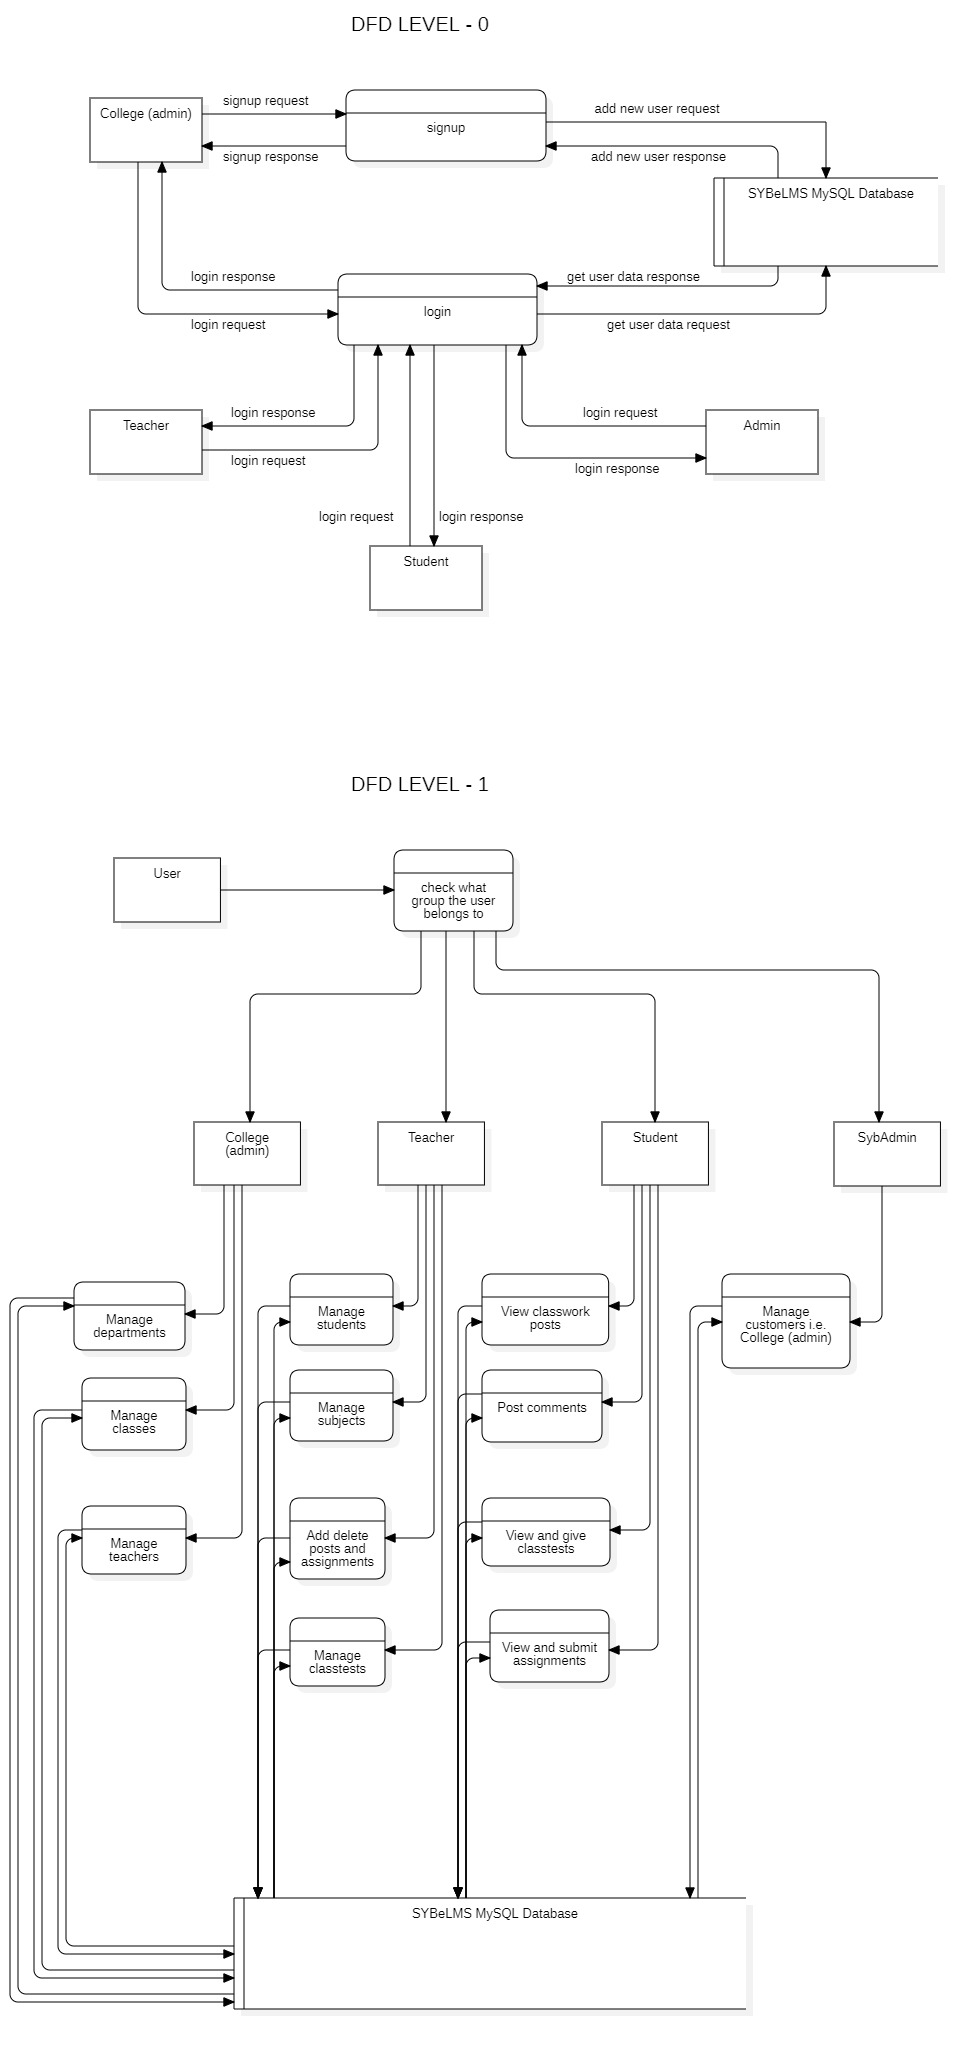 DFD LEVEL - 0
College (admin)
signup request
signup response
signup
add new user request
add new user response
SYBeLMS MySQL Database
login response
login request
login
get user data response
get user data request
Teacher
login response
login request
login request
login response
Admin
login request
login response
Student
DFD LEVEL - 1
User
check what
group the user
belongs to
College
(admin)
Teacher
Student
SybAdmin
Manage
departments
Manage
students
View classwork
posts
Manage
customers i.e.
College (admin)
Manage
classes
Manage
subjects
Post comments
Manage
teachers
Add delete
posts and
assignments
View and give
classtests
Manage
classtests
View and submit
assignments
SYBeLMS MySQL Database